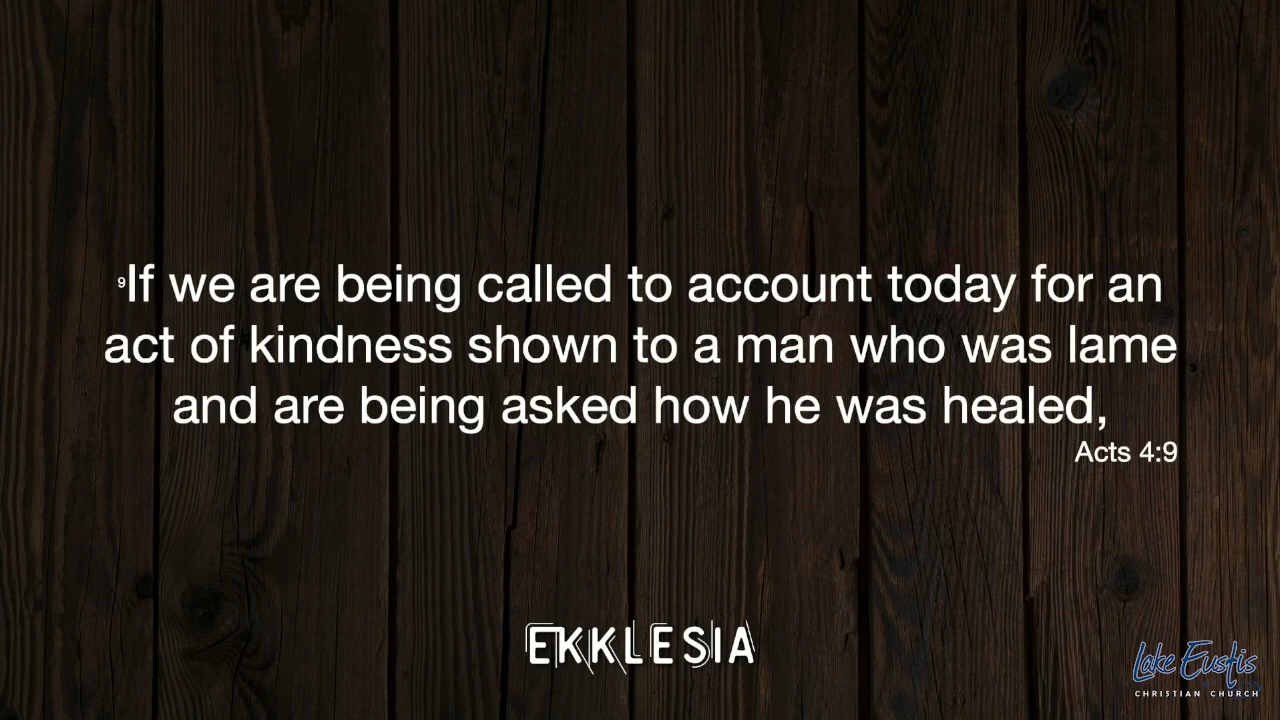 9If we are being called to account today for an
act of kindness shown to a man who was lame
and are being asked how he was healed,
Acts 4:9
EKKLESIA
Lake Eustis
CHRISTIAN CHURCH